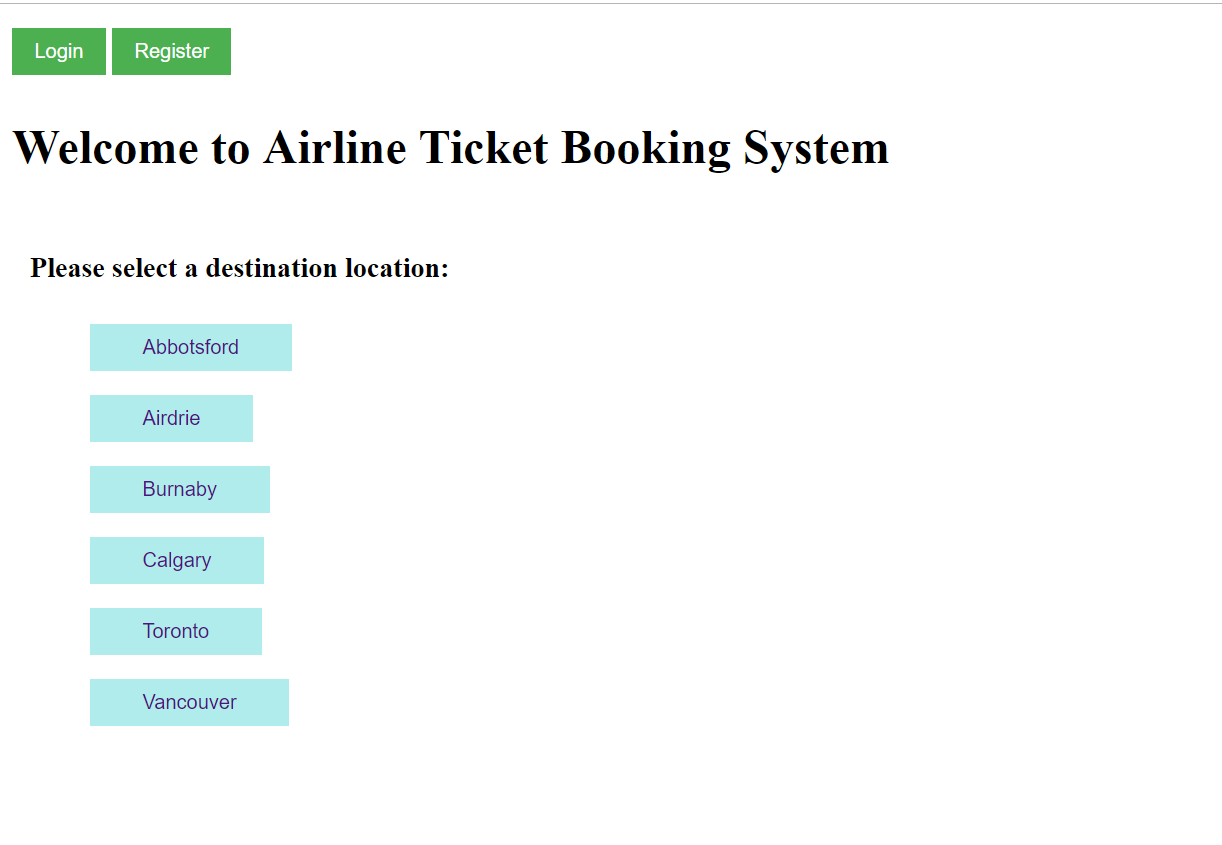 Login Register
Welcome to Airline Ticket Booking System
Please select a destination location:
Abbotsford
Airdrie
Burnaby
Calgary
Toronto
Vancouver